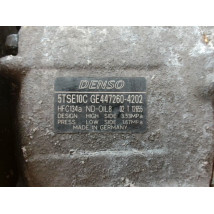 DENSO
5TSE10C GE447260-4202
HFC134a ND-OIL8
DESIGN HIGH SIDE 3.53MPa
PRESS LOW SIDE 1.67MPa
MADE IN GERMANY